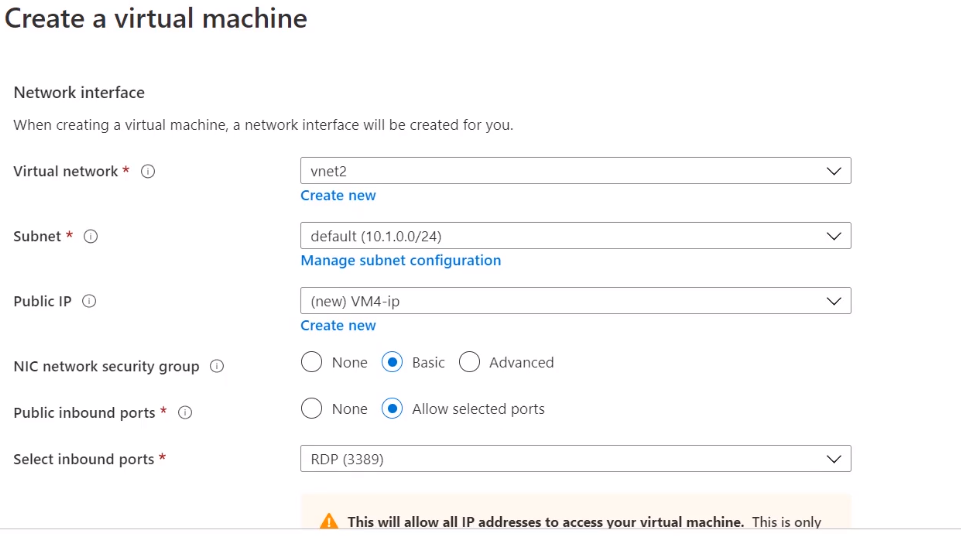 Create a virtual machine
Network interface
When creating a virtual machine, a network interface will be created for you.
Virtual network *
vnet2
Create new
Subnet *
default (10.1.0.0/24)
Manage subnet configuration
Public IP
(new) VM4-ip
Create new
NIC network security group
None Basic Advanced
Public inbound ports *
None Allow selected ports
Select inbound ports *
RDP (3389)
This will allow all IP addresses to access your virtual machine. This is only